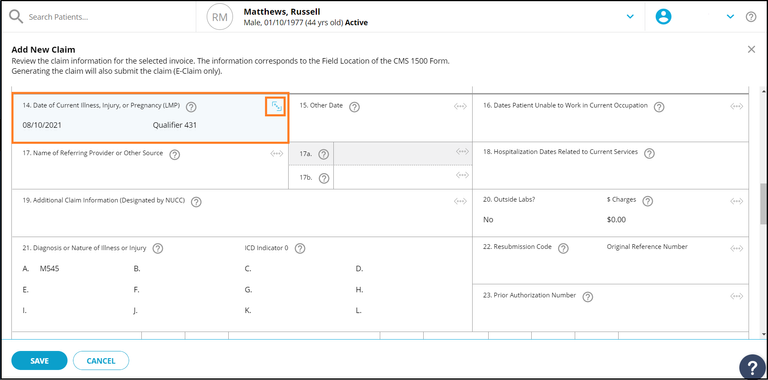 Search Patients...
RM
Matthews, Russell
Male, 01/10/1977 (44 yrs old) Active
?
Add New Claim
Review the claim information for the selected invoice. The information corresponds to the Field Location of the CMS 1500 Form.
Generating the claim will also submit the claim (E-Claim only).
14. Date of Current Illness, Injury, or Pregnancy (LMP) ?
08/10/2021 Qualifier 431
15. Other Date ?
16. Dates Patient Unable to Work in Current Occupation ?
17. Name of Referring Provider or Other Source ?
17a. ?
17b. ?
18. Hospitalization Dates Related to Current Services ?
19. Additional Claim Information (Designated by NUCC) ?
20. Outside Labs? $ Charges ?
No $0.00
21. Diagnosis or Nature of Illness or Injury ? ICD Indicator 0 ?
A. M545 B. C. D.
E. F. G. H.
I. J. K. L.
22. Resubmission Code ? Original Reference Number
23. Prior Authorization Number ?
SAVE CANCEL
?